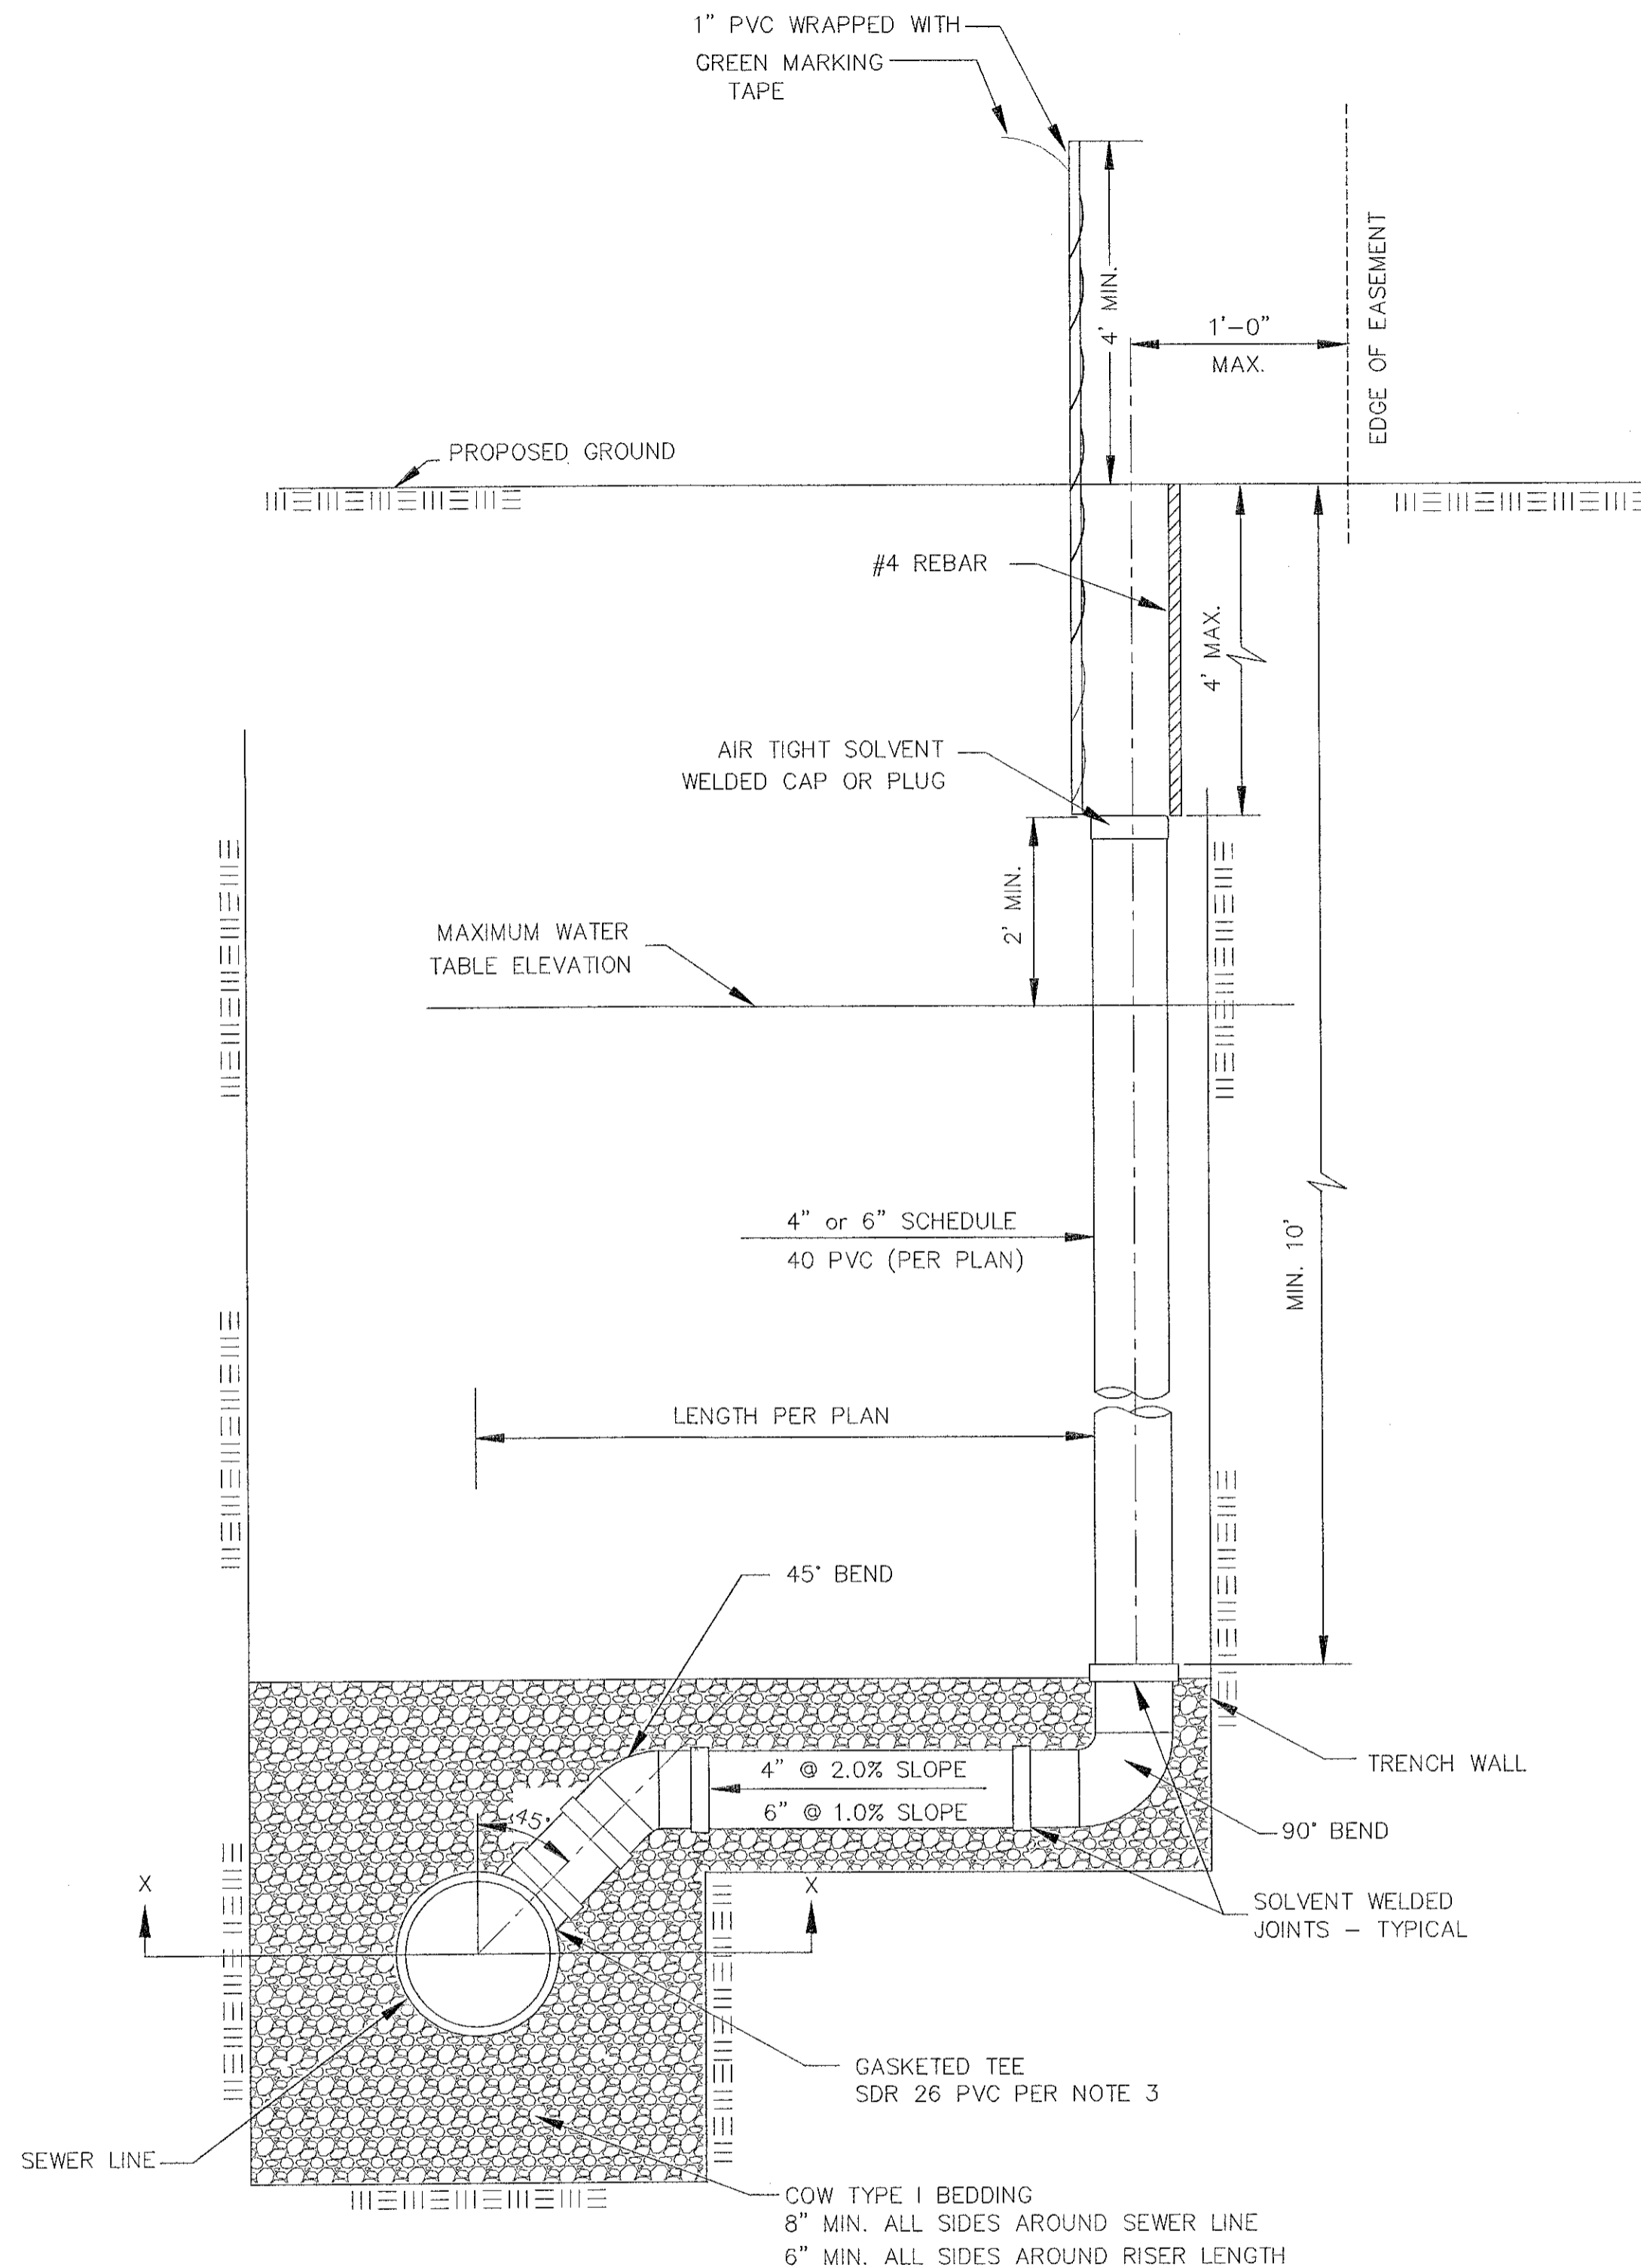 1" PVC WRAPPED WITH
GREEN MARKING
TAPE
4' MIN.
1'-0"
MAX.
EDGE OF EASEMENT
PROPOSED GROUND
#4 REBAR
4' MAX.
AIR TIGHT SOLVENT
WELDED CAP OR PLUG
2' MIN.
MAXIMUM WATER
TABLE ELEVATION
4" or 6" SCHEDULE
40 PVC (PER PLAN)
MIN. 10'
LENGTH PER PLAN
45° BEND
4" @ 2.0% SLOPE
6" @ 1.0% SLOPE
TRENCH WALL
45°
90° BEND
X
X
SOLVENT WELDED
JOINTS - TYPICAL
GASKETED TEE
SDR 26 PVC PER NOTE 3
SEWER LINE
COW TYPE I BEDDING
8" MIN. ALL SIDES AROUND SEWER LINE
6" MIN. ALL SIDES AROUND RISER LENGTH